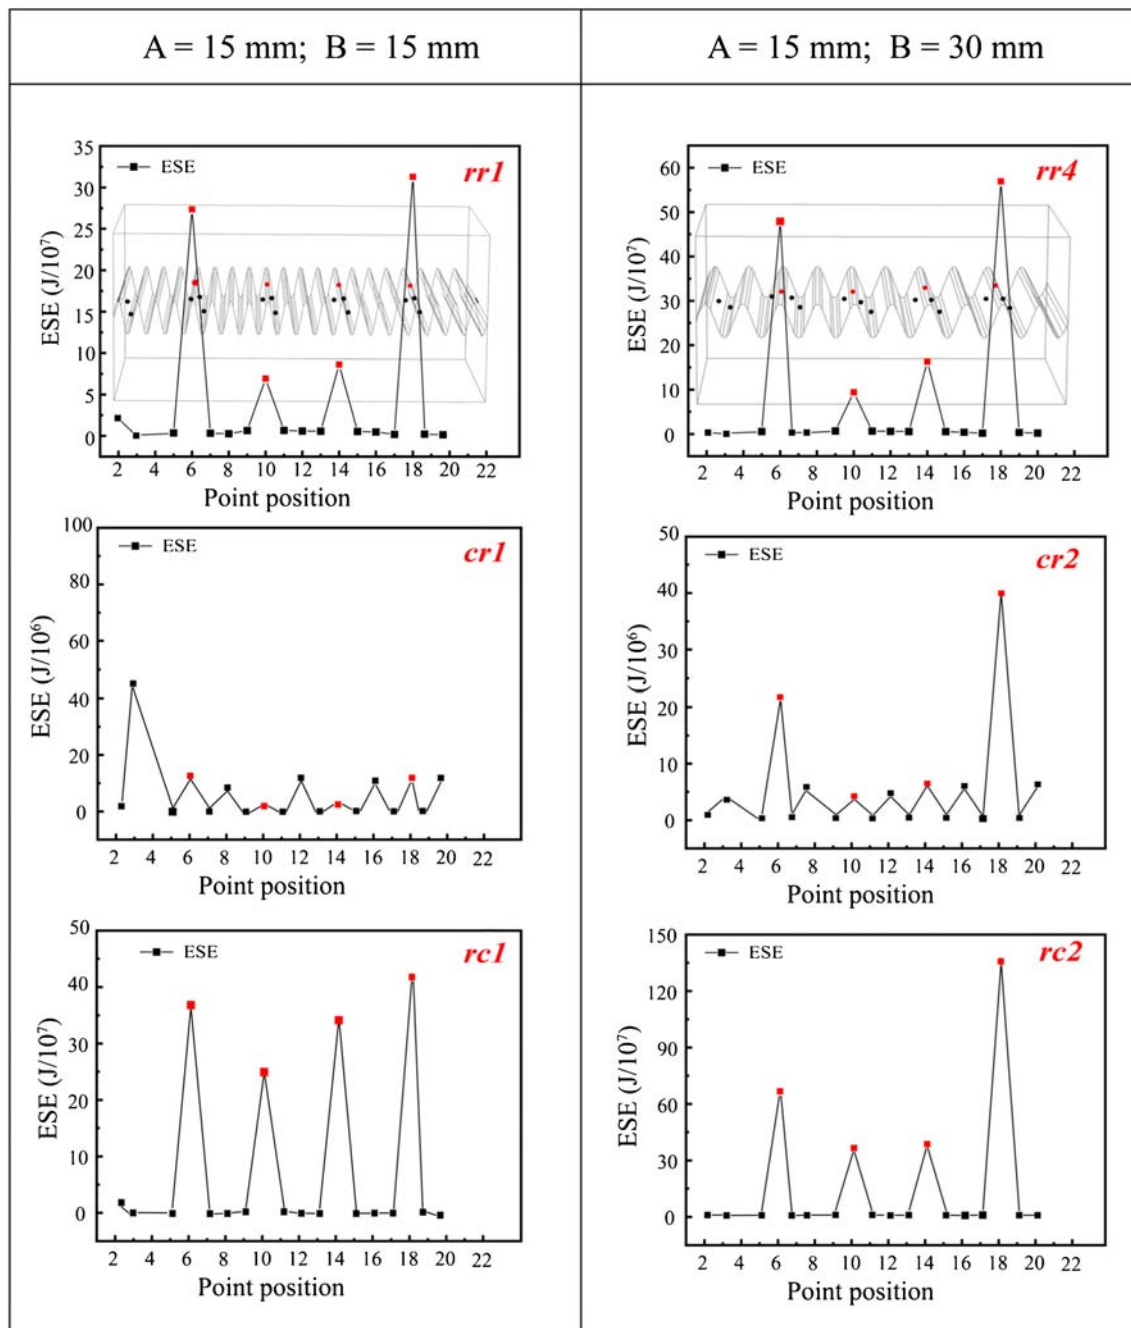 A = 15 mm; B = 15 mm
A = 15 mm; B = 30 mm
ESE
rr1
35
30
25
20
15
10
5
0
ESE (J/10⁷)
2 4 6 8 10 12 14 16 18 20 22
Point position
ESE
rr4
60
50
40
30
20
10
0
ESE (J/10⁷)
2 4 6 8 10 12 14 16 18 20 22
Point position
ESE
cr1
100
80
60
40
20
0
ESE (J/10⁶)
2 4 6 8 10 12 14 16 18 20 22
Point position
ESE
cr2
50
40
30
20
10
0
ESE (J/10⁶)
2 4 6 8 10 12 14 16 18 20 22
Point position
ESE
rc1
50
40
30
20
10
0
ESE (J/10⁷)
2 4 6 8 10 12 14 16 18 20 22
Point position
ESE
rc2
150
120
90
60
30
0
ESE (J/10⁷)
2 4 6 8 10 12 14 16 18 20 22
Point position